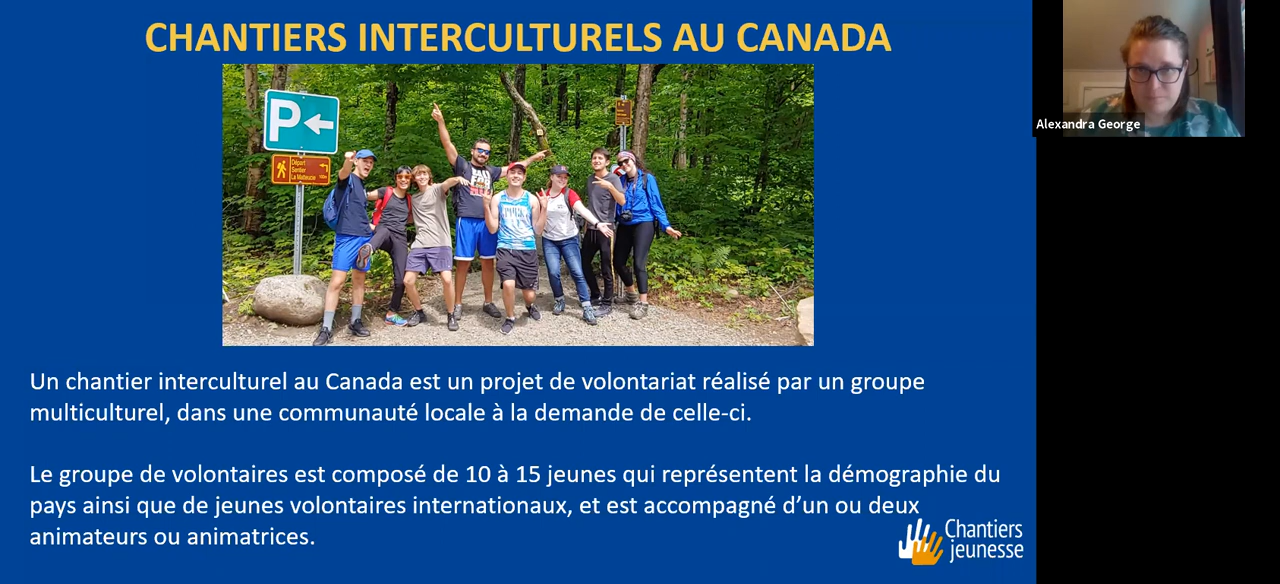 CHANTIERS INTERCULTURELS AU CANADA
P
Départ
Sentier
La Mateuse
Alexandra George
Un chantier interculturel au Canada est un projet de volontariat réalisé par un groupe
multiculturel, dans une communauté locale à la demande de celle-ci.
Le groupe de volontaires est composé de 10 à 15 jeunes qui représentent la démographie du
pays ainsi que de jeunes volontaires internationaux, et est accompagné d’un ou deux
animateurs ou animatrices.
Chantiers
jeunesse